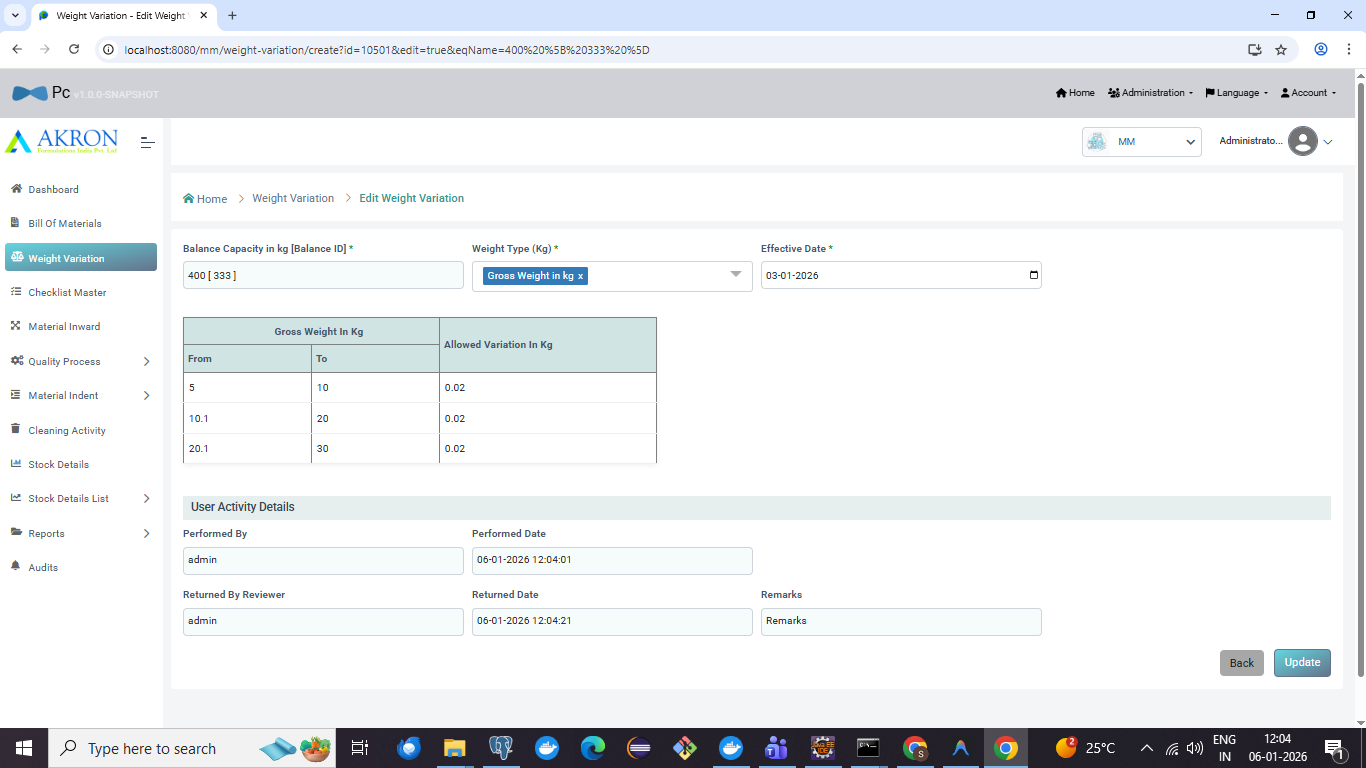 Weight Variation - Edit Weight
localhost:8080/mm/weight-variation/create?id=10501&edit=true&eqName=400%20%5B%20333%20%5D
Pc v1.0.0-SNAPSHOT
Home
Administration
Language
Account
AKRON
Formulations India Pvt Ltd
MM
Administrato...
Dashboard
Bill Of Materials
Weight Variation
Checklist Master
Material Inward
Quality Process
Material Indent
Cleaning Activity
Stock Details
Stock Details List
Reports
Audits
Home > Weight Variation > Edit Weight Variation
Balance Capacity in kg [Balance ID] * Weight Type (Kg) * Effective Date *
400 [ 333 ] Gross Weight in kg x 03-01-2026
Gross Weight In Kg Allowed Variation In Kg
From To
5 10 0.02
10.1 20 0.02
20.1 30 0.02
User Activity Details
Performed By Performed Date
admin 06-01-2026 12:04:01
Returned By Reviewer Returned Date Remarks
admin 06-01-2026 12:04:21 Remarks
Back Update
Type here to search
2 25°C
ENG
IN
12:04
06-01-2026
1